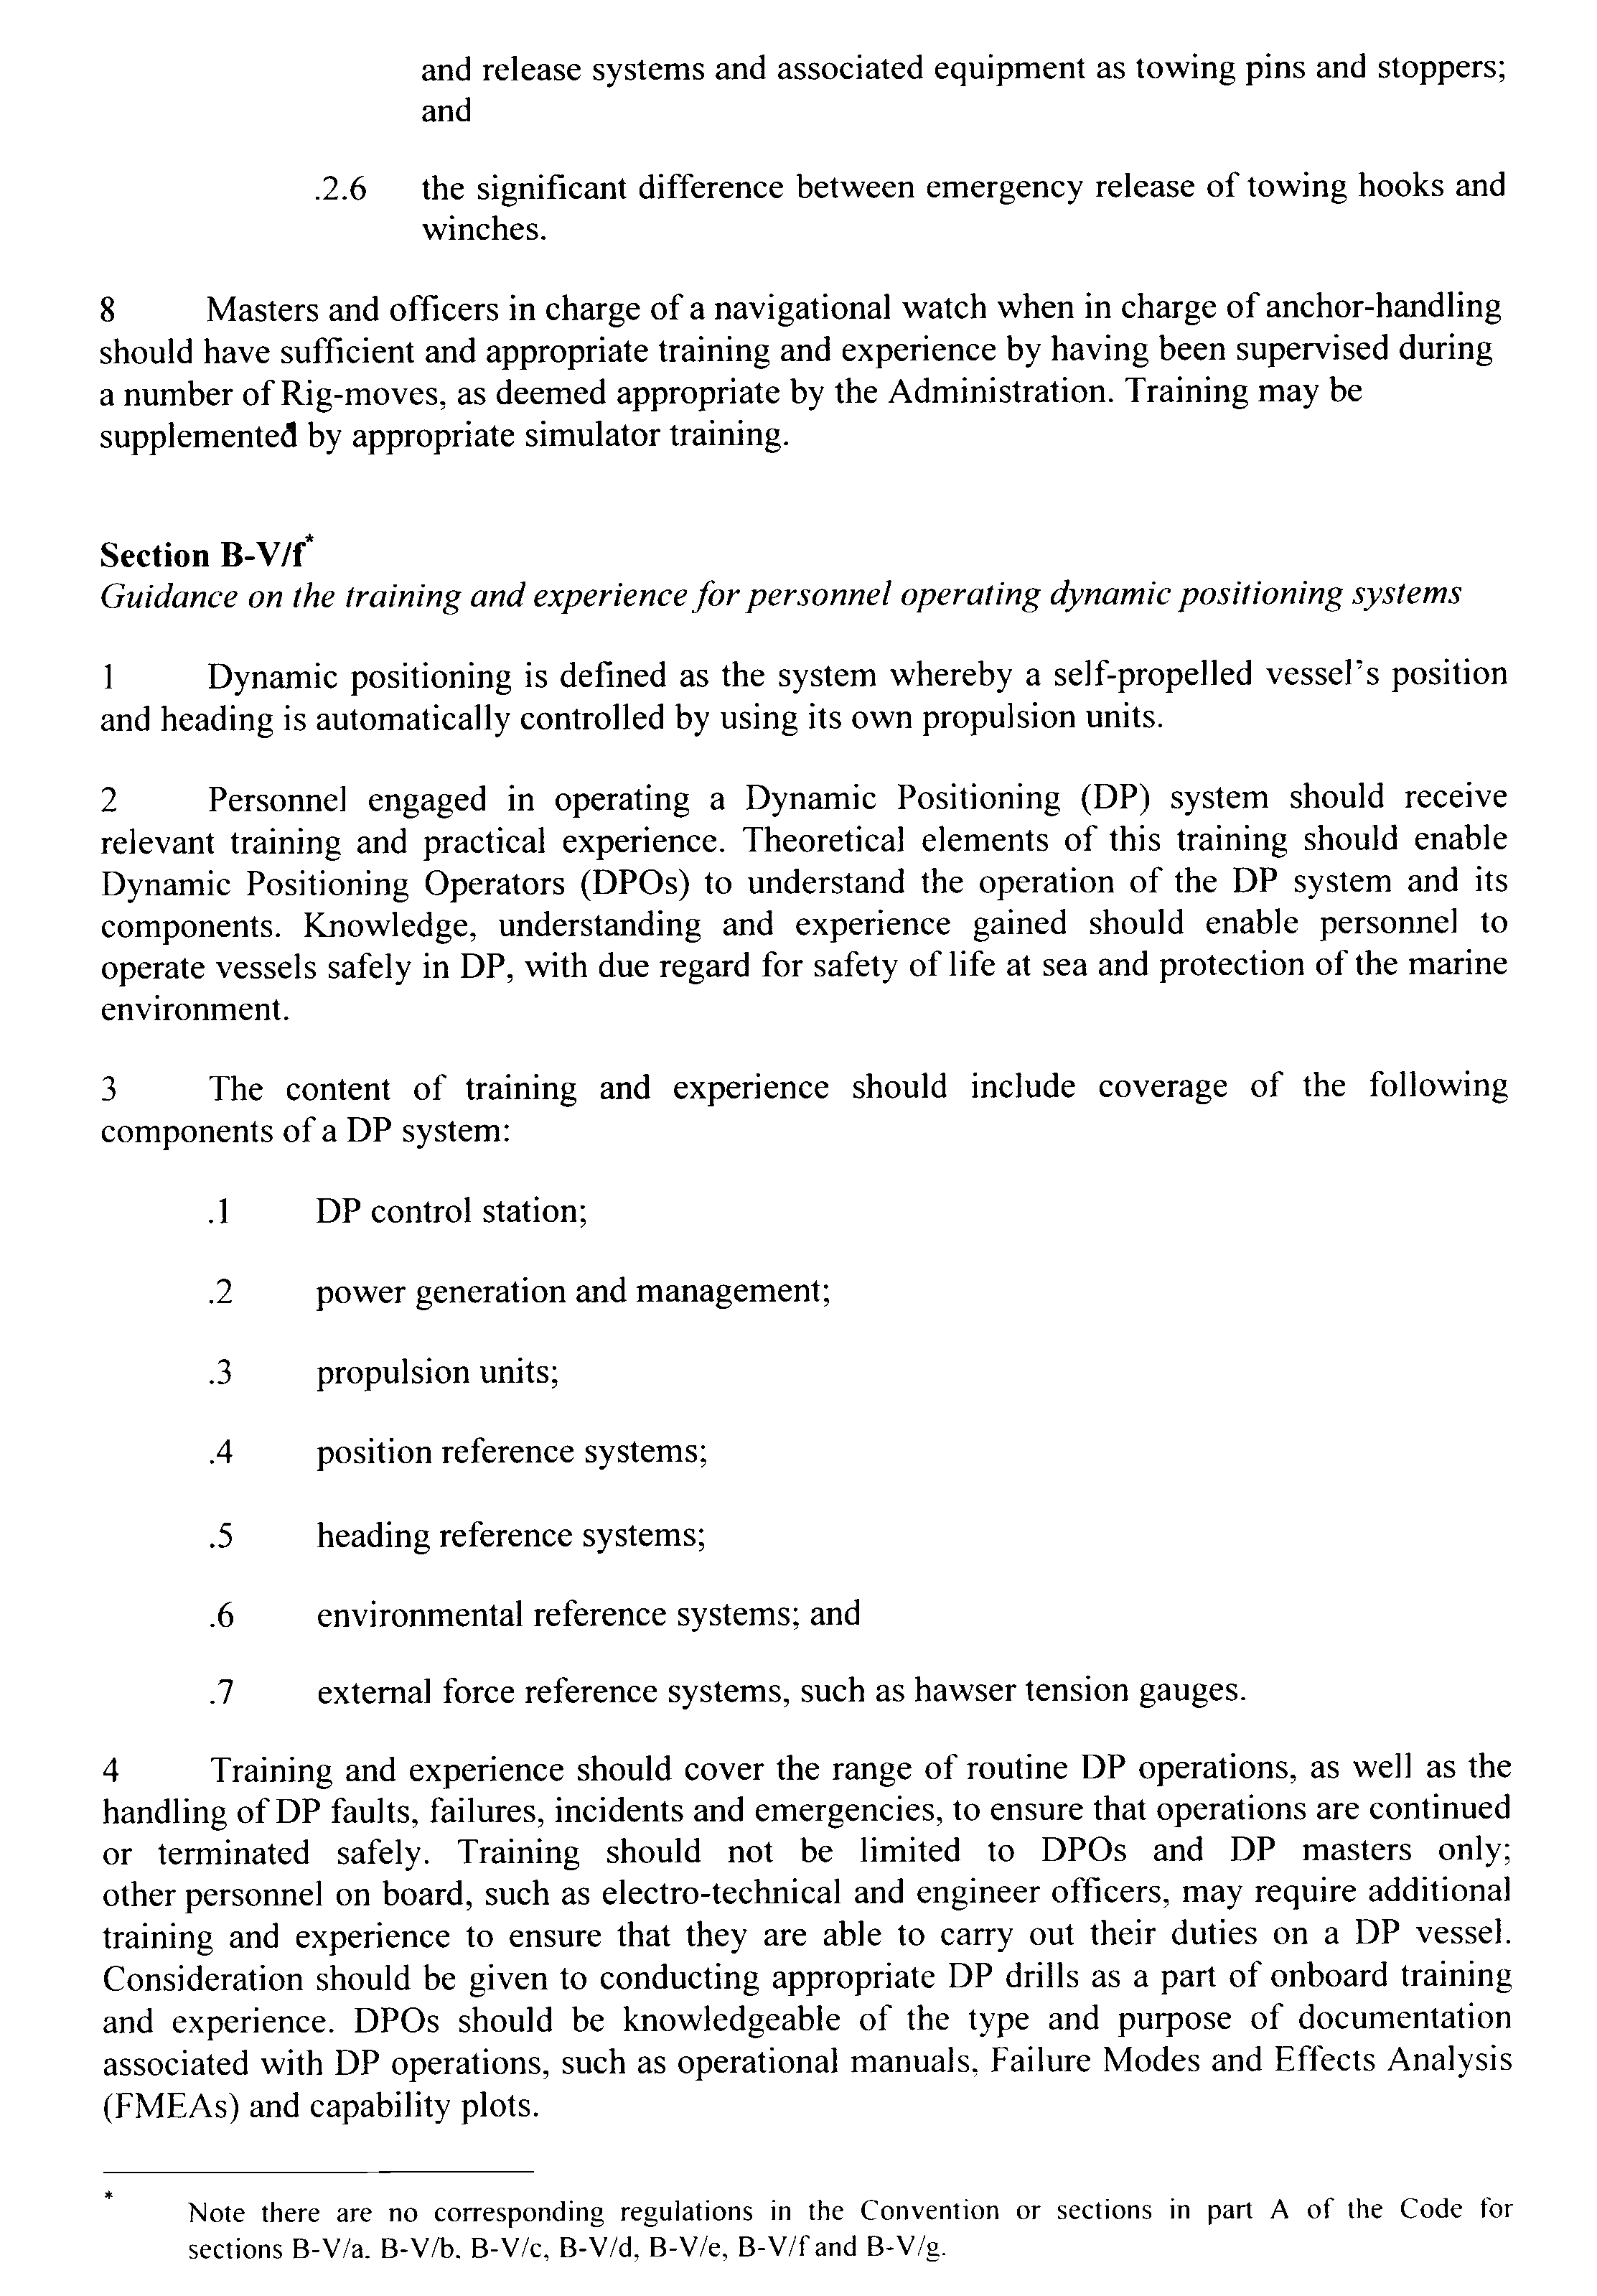 and release systems and associated equipment as towing pins and stoppers;
and
.2.6 the significant difference between emergency release of towing hooks and
winches.
8 Masters and officers in charge of a navigational watch when in charge of anchor-handling
should have sufficient and appropriate training and experience by having been supervised during
a number of Rig-moves, as deemed appropriate by the Administration. Training may be
supplemented by appropriate simulator training.
Section B-V/f*
Guidance on the training and experience for personnel operating dynamic positioning systems
1 Dynamic positioning is defined as the system whereby a self-propelled vessel's position
and heading is automatically controlled by using its own propulsion units.
2 Personnel engaged in operating a Dynamic Positioning (DP) system should receive
relevant training and practical experience. Theoretical elements of this training should enable
Dynamic Positioning Operators (DPOs) to understand the operation of the DP system and its
components. Knowledge, understanding and experience gained should enable personnel to
operate vessels safely in DP, with due regard for safety of life at sea and protection of the marine
environment.
3 The content of training and experience should include coverage of the following
components of a DP system:
.1 DP control station;
.2 power generation and management;
.3 propulsion units;
.4 position reference systems;
.5 heading reference systems;
.6 environmental reference systems; and
.7 external force reference systems, such as hawser tension gauges.
4 Training and experience should cover the range of routine DP operations, as well as the
handling of DP faults, failures, incidents and emergencies, to ensure that operations are continued
or terminated safely. Training should not be limited to DPOs and DP masters only;
other personnel on board, such as electro-technical and engineer officers, may require additional
training and experience to ensure that they are able to carry out their duties on a DP vessel.
Consideration should be given to conducting appropriate DP drills as a part of onboard training
and experience. DPOs should be knowledgeable of the type and purpose of documentation
associated with DP operations, such as operational manuals, Failure Modes and Effects Analysis
(FMEAs) and capability plots.
* Note there are no corresponding regulations in the Convention or sections in part A of the Code for
sections B-V/a. B-V/b. B-V/c, B-V/d, B-V/e, B-V/f and B-V/g.